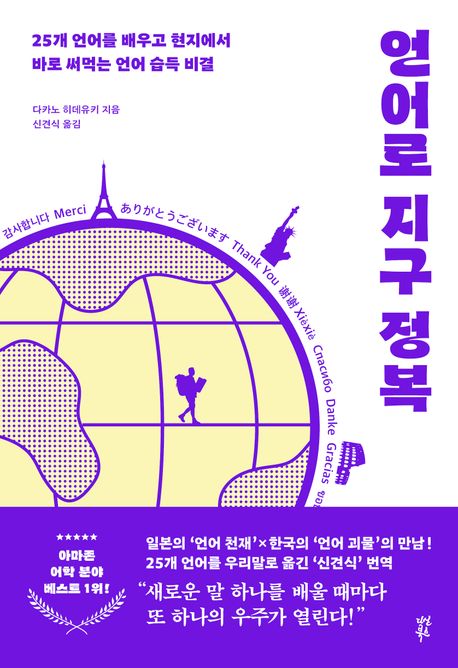 25개 언어를 배우고 현지에서
바로 써먹는 언어 습득 비결
다카노 히데유키 지음
신견식 옮김
언어로 지구 정복
감사합니다 Merci ありがとうございます Thank You 谢谢 Xièxiè Спасибо Danke Gracias
★★★★★
아마존
어학 분야
베스트 1위!
일본의 ‘언어 천재’×한국의 ‘언어 괴물’의 만남!
25개 언어를 우리말로 옮긴 ‘신견식’ 번역
“새로운 말 하나를 배울 때마다
또 하나의 우주가 열린다!”
다산북스